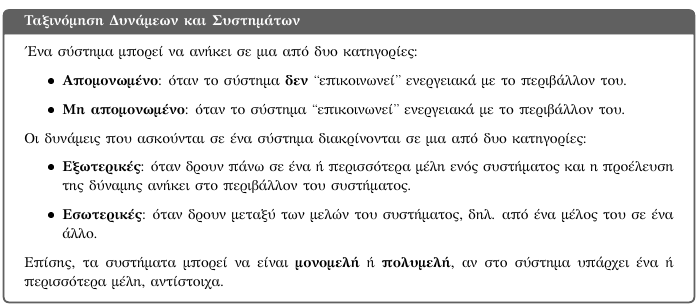 Ταξινόμηση Δυνάμεων και Συστημάτων
Ένα σύστημα μπορεί να ανήκει σε μια από δυο κατηγορίες:
• Απομονωμένο: όταν το σύστημα δεν “επικοινωνεί” ενεργειακά με το περιβάλλον του.
• Μη απομονωμένο: όταν το σύστημα “επικοινωνεί” ενεργειακά με το περιβάλλον του.
Οι δυνάμεις που ασκούνται σε ένα σύστημα διακρίνονται σε μια από δυο κατηγορίες:
• Εξωτερικές: όταν δρουν πάνω σε ένα ή περισσότερα μέλη ενός συστήματος και η προέλευση
της δύναμης ανήκει στο περιβάλλον του συστήματος.
• Εσωτερικές: όταν δρουν μεταξύ των μελών του συστήματος, δηλ. από ένα μέλος του σε ένα
άλλο.
Επίσης, τα συστήματα μπορεί να είναι μονομελή ή πολυμελή, αν στο σύστημα υπάρχει ένα ή
περισσότερα μέλη, αντίστοιχα.